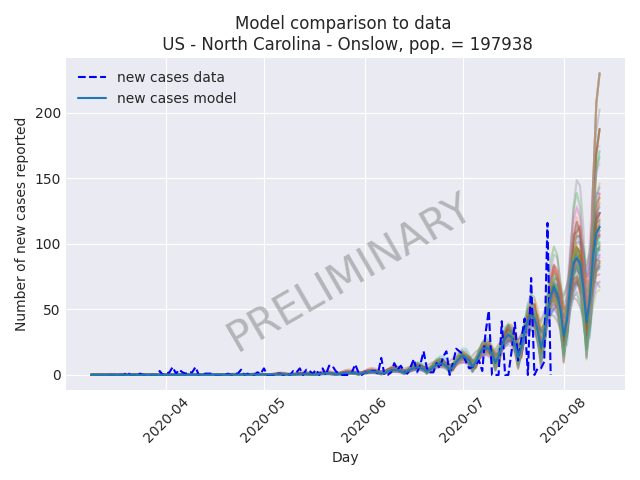 Model comparison to data
US - North Carolina - Onslow, pop. = 197938
new cases data
new cases model
Number of new cases reported
200
150
100
50
0
PRELIMINARY
2020-04
2020-05
2020-06
2020-07
2020-08
Day